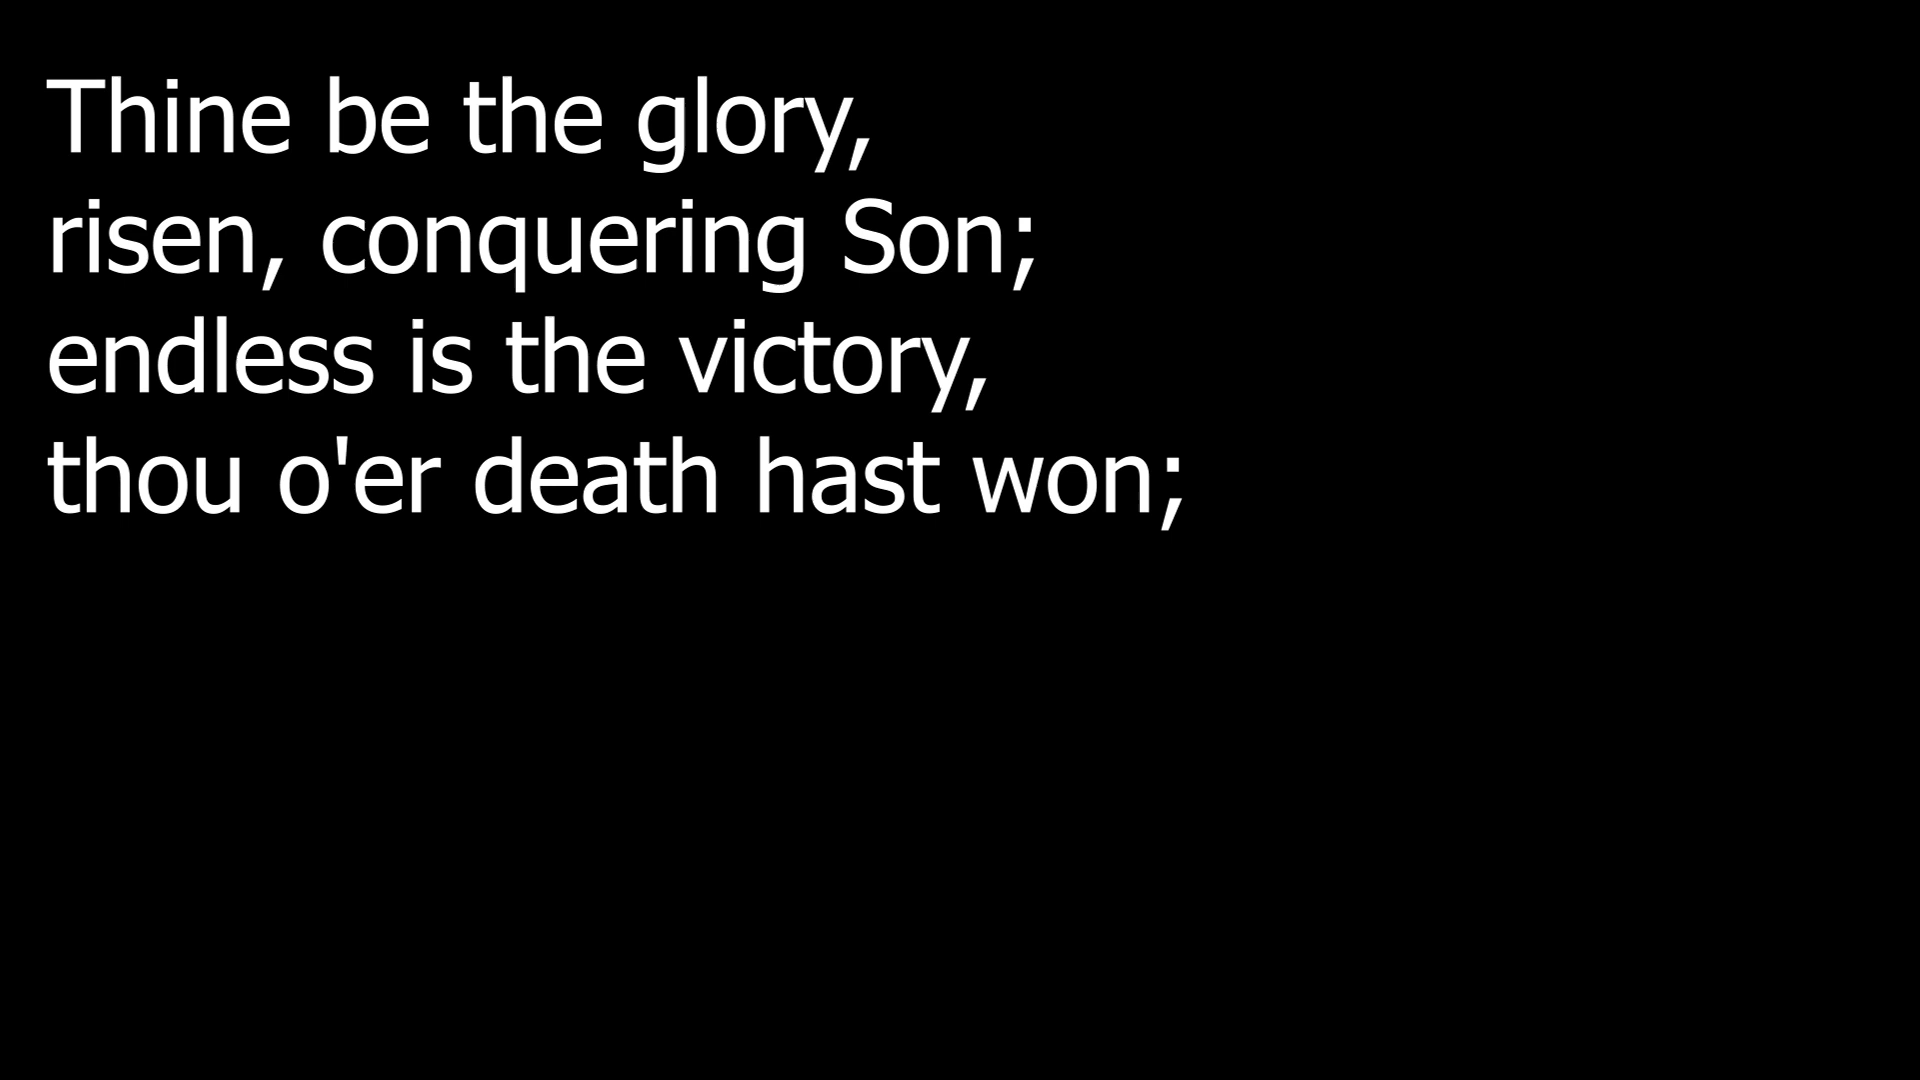 Thine be the glory,
risen, conquering Son;
endless is the victory,
thou o'er death hast won;